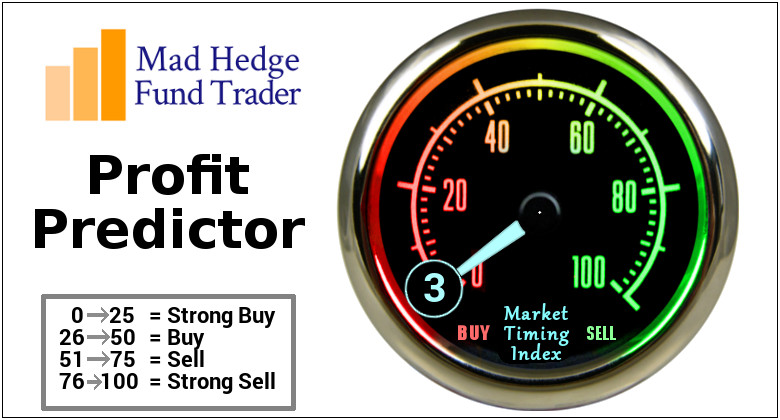 Mad Hedge
Fund Trader
Profit
Predictor
0→25 = Strong Buy
26→50 = Buy
51→75 = Sell
76→100 = Strong Sell
40
60
20
80
0
100
3
BUY
Market
Timing
Index
SELL